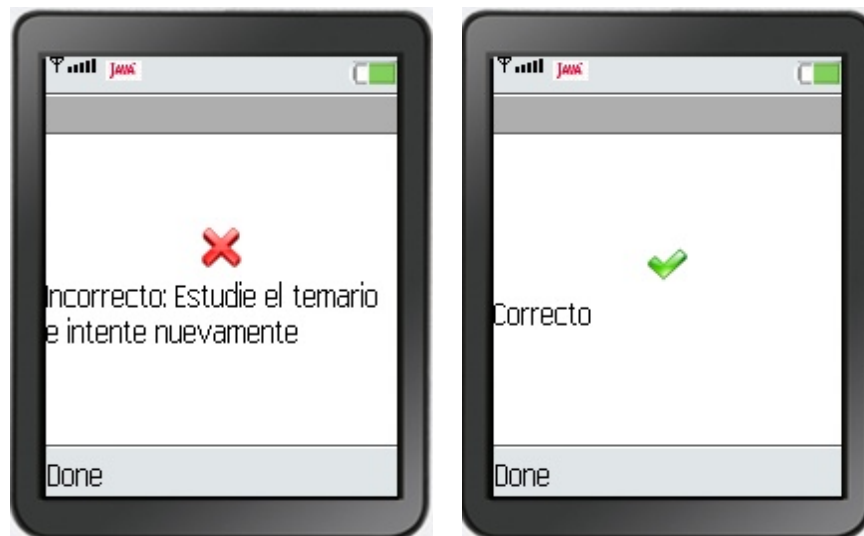 JAVA
Incorrecto: Estudie el temario
e intente nuevamente
Done
JAVA
Correcto
Done